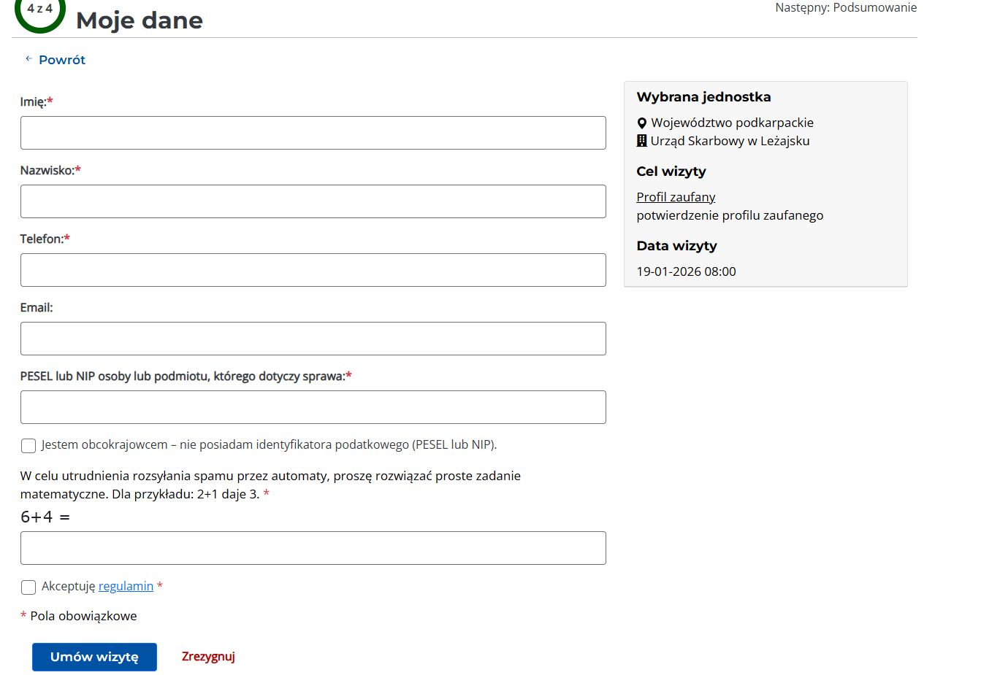 4 z 4
Moje dane
Następny: Podsumowanie
Powrót
Imię:*
Nazwisko:*
Telefon:*
Email:
PESEL lub NIP osoby lub podmiotu, którego dotyczy sprawa:*
Jestem obcokrajowcem – nie posiadam identyfikatora podatkowego (PESEL lub NIP).
W celu utrudnienia rozsyłania spamu przez automaty, proszę rozwiązać proste zadanie
matematyczne. Dla przykładu: 2+1 daje 3. *
6+4 =
Akceptuję regulamin *
* Pola obowiązkowe
Umów wizytę
Zrezygnuj
Wybrana jednostka
Województwo podkarpackie
Urząd Skarbowy w Leżajsku
Cel wizyty
Profil zaufany
potwierdzenie profilu zaufanego
Data wizyty
19-01-2026 08:00